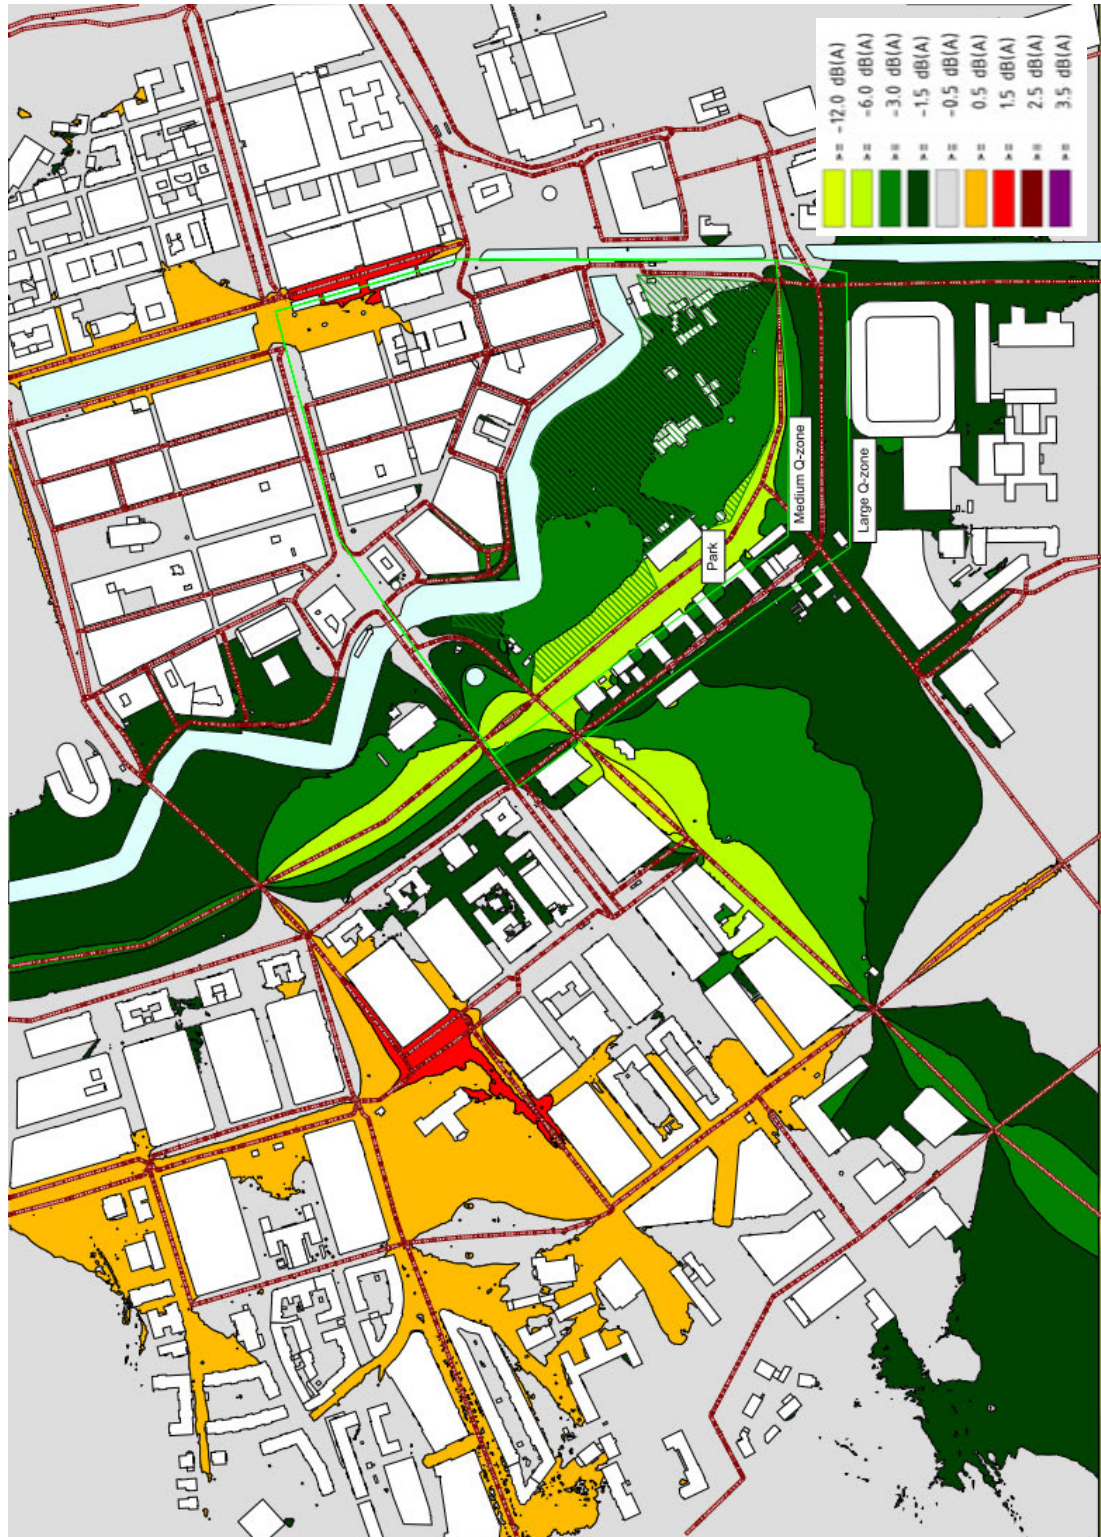 >= -12.0 dB(A)
>= -6.0 dB(A)
>= -3.0 dB(A)
>= -1.5 dB(A)
>= -0.5 dB(A)
>= 0.5 dB(A)
>= 1.5 dB(A)
>= 2.5 dB(A)
>= 3.5 dB(A)
Park
Medium Q-zone
Large Q-zone